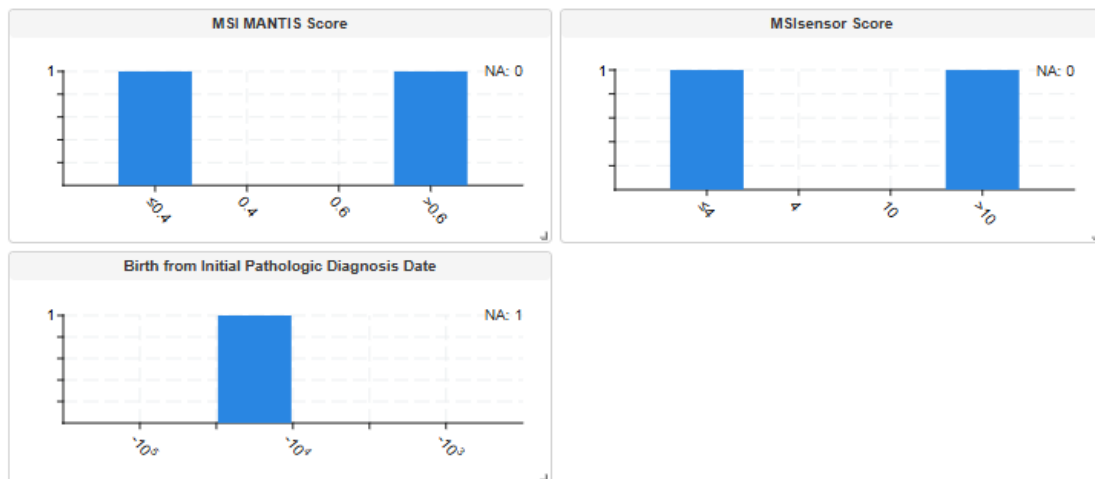 MSI MANTIS Score
1
NA: 0
≤0.4
0.4
0.6
>0.6
MSIsensor Score
1
NA: 0
≤4
4
10
>10
Birth from Initial Pathologic Diagnosis Date
1
NA: 1
-10⁵
-10⁴
-10³